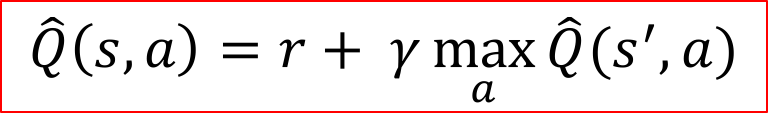 Q̂(s, a) = r + γ max_a Q̂(s′, a)